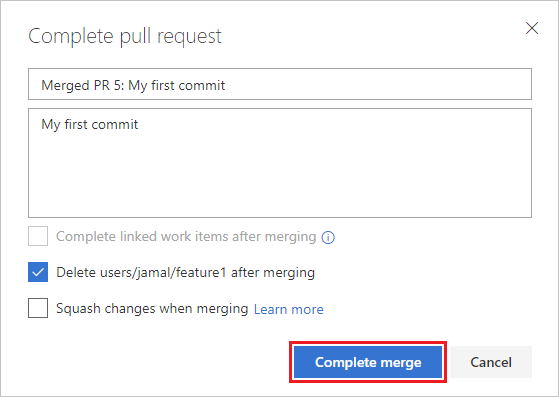 Complete pull request
Merged PR 5: My first commit
My first commit
Complete linked work items after merging
Delete users/jamal/feature1 after merging
Squash changes when merging Learn more
Complete merge Cancel